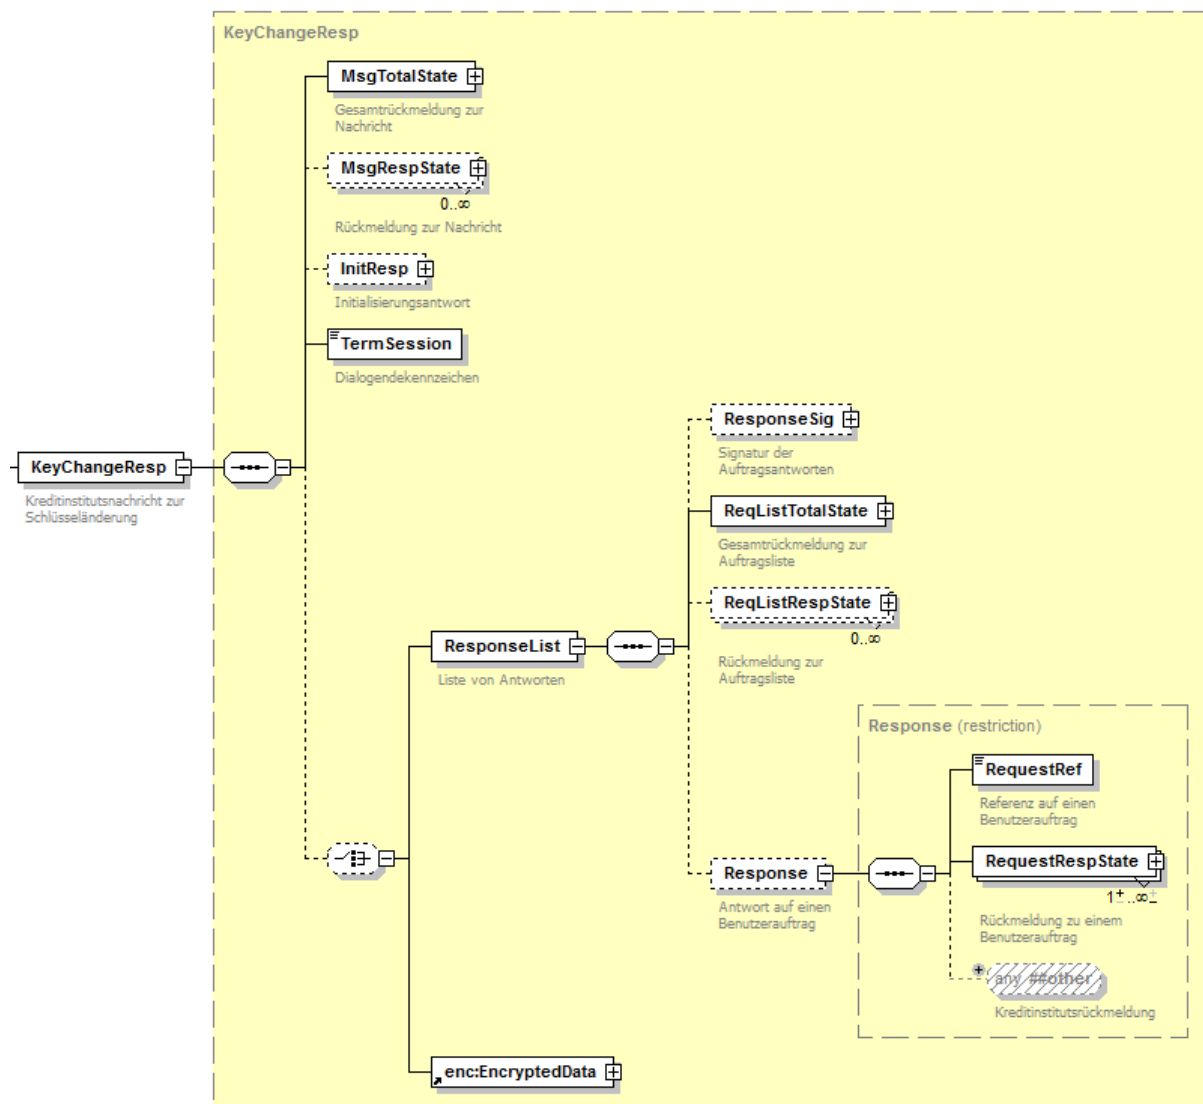 KeyChangeResp
MsgTotalState
Gesamtrückmeldung zur
Nachricht
MsgRespState
0..∞
Rückmeldung zur Nachricht
InitResp
Initialisierungsantwort
TermSession
Dialogendekennzeichen
KeyChangeResp
Kreditinstitutsnachricht zur
Schlüsseländerung
ResponseSig
Signatur der
Auftragsantworten
ReqListTotalState
Gesamtrückmeldung zur
Auftragsliste
ReqListRespState
0..∞
Rückmeldung zur
Auftragsliste
ResponseList
Liste von Antworten
Response (restriction)
RequestRef
Referenz auf einen
Benutzerauftrag
RequestRespState
1±..∞±
Rückmeldung zu einem
Benutzerauftrag
Response
Antwort auf einen
Benutzerauftrag
any ##other
Kreditinstitutsrückmeldung
enc:EncryptedData